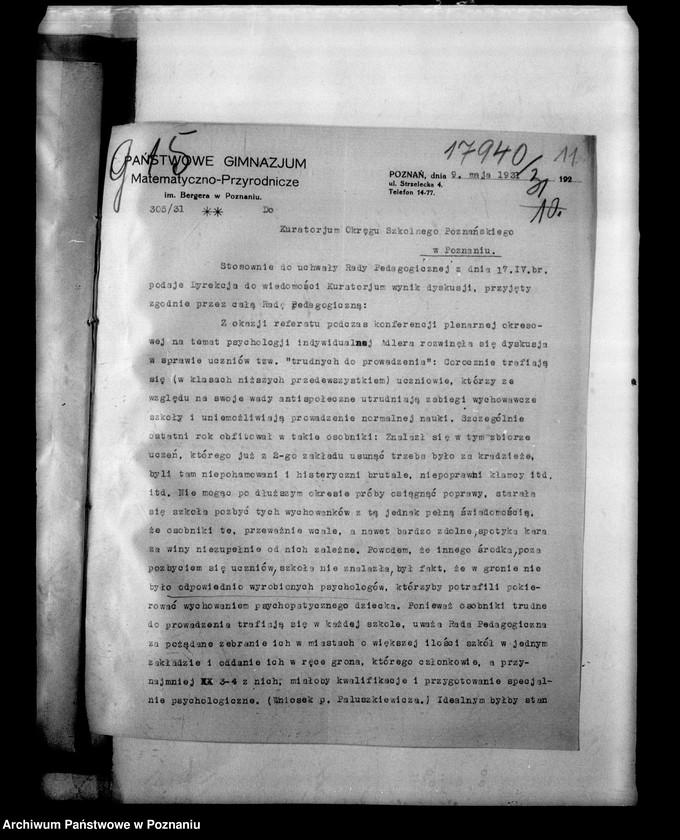 17940/31 11
g 15
PAŃSTWOWE GIMNAZJUM
Matematyczno-Przyrodnicze
im. Bergera w Poznaniu.
POZNAŃ, dnia 9. maja 1931 192
ul. Strzelecka 4.
Telefon 14-77.
10.
305/31 ** Do
Kuratorjum Okręgu Szkolnego Poznańskiego
w Poznaniu.
Stosownie do uchwały Rady Pedagogicznej z dnia 17.IV.br.
podaje Dyrekcja do wiadomości Kuratorjum wynik dyskusji, przyjęty
zgodnie przez całą Radę Pedagogiczną:
Z okazji referatu podczas konferencji plenarnej okreso-
wej na temat psychologji indywidualnej Adlera rozwinęła się dyskusja
w sprawie uczniów tzw. "trudnych do prowadzenia": Corocznie trafiają
się (w klasach niższych przedewszystkiem) uczniowie, którzy ze
względu na swoje wady antispołeczne utrudniają zabiegi wychowawcze
szkoły i uniemożliwiają prowadzenie normalnej nauki. Szczególnie
ostatni rok obfitował w takie osobniki: Znalazł się w tym zbiorze
uczeń, którego już z 2-go zakładu usunąć trzeba było za kradzieże,
byli tam niepohamowani i histeryczni brutale, niepoprawni kłamcy itd.
itd. Nie mogąc po dłuższym okresie próby osiągnąć poprawy, starała
się szkoła pozbyć tych wychowanków z tą jednak pełną świadomością,
że osobniki te, przeważnie wcale, a nawet bardzo zdolne, spotyka kara
za winy niezupełnie od nich zależne. Powodem, że innego środka, poza
pozbyciem się uczniów, szkoła nie znalazła, był fakt, że w gronie nie
było odpowiednio wyrobionych psychologów, którzyby potrafili pokie-
rować wychowaniem psychopatycznego dziecka. Ponieważ osobniki trudne
do prowadzenia trafiają się w każdej szkole, uważa Rada Pedagogiczna
za pożądane zebranie ich w miastach o większej ilości szkół w jednym
zakładzie i oddanie ich w ręce grona, którego członkowie, a przy-
najmniej 3-4 z nich, miałoby kwalifikacje i przygotowanie specjal-
nie psychologiczne. (Wniosek p. Paluszkiewicza.) Idealnym byłby stan
Archiwum Państwowe w Poznaniu